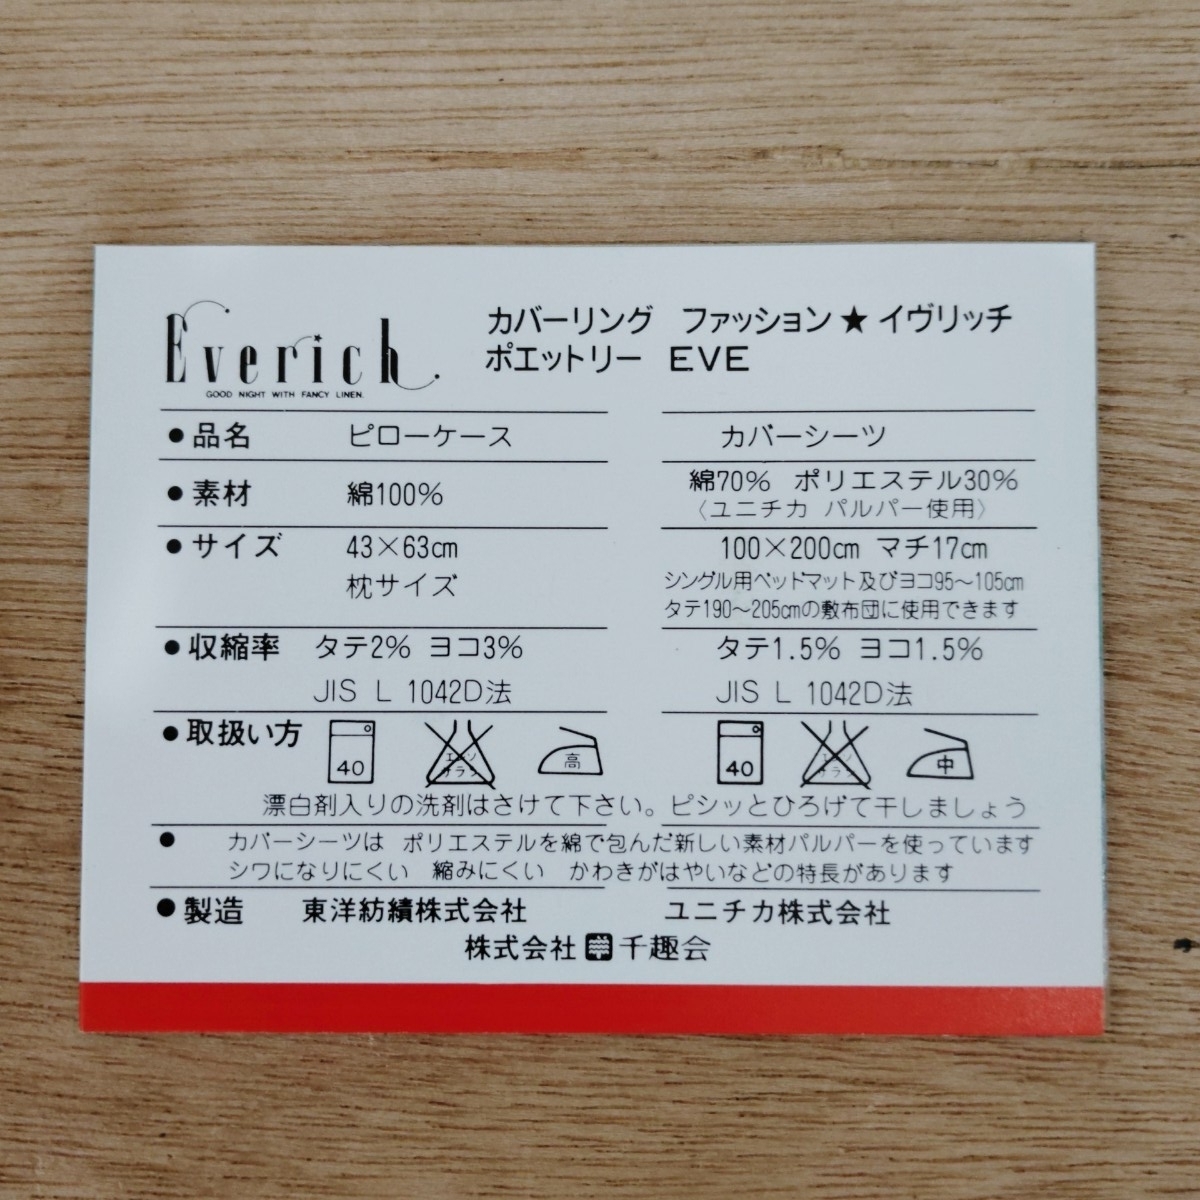 Everich.
GOOD NIGHT WITH FANCY LINEN.
カバーリング ファッション★イヴリッチ
ポエットリー EVE
●品名 ピローケース カバーシーツ
●素材 綿100% 綿70% ポリエステル30%
〈ユニチカ パルパー使用〉
●サイズ 43×63cm 100×200cm マチ17cm
枕サイズ シングル用ベッドマット及びヨコ95~105cm
タテ190~205cmの敷布団に使用できます
●収縮率 タテ2% ヨコ3% タテ1.5% ヨコ1.5%
JIS L 1042D法 JIS L 1042D法
●取扱い方 40 エンソ サラシ 高 40 エンソ サラシ 中
漂白剤入りの洗剤はさけて下さい。ピシッとひろげて干しましょう
● カバーシーツは ポリエステルを綿で包んだ新しい素材パルパーを使っています
シワになりにくい 縮みにくい かわきがはやいなどの特長があります
●製造 東洋紡績株式会社 ユニチカ株式会社
株式会社 千趣会